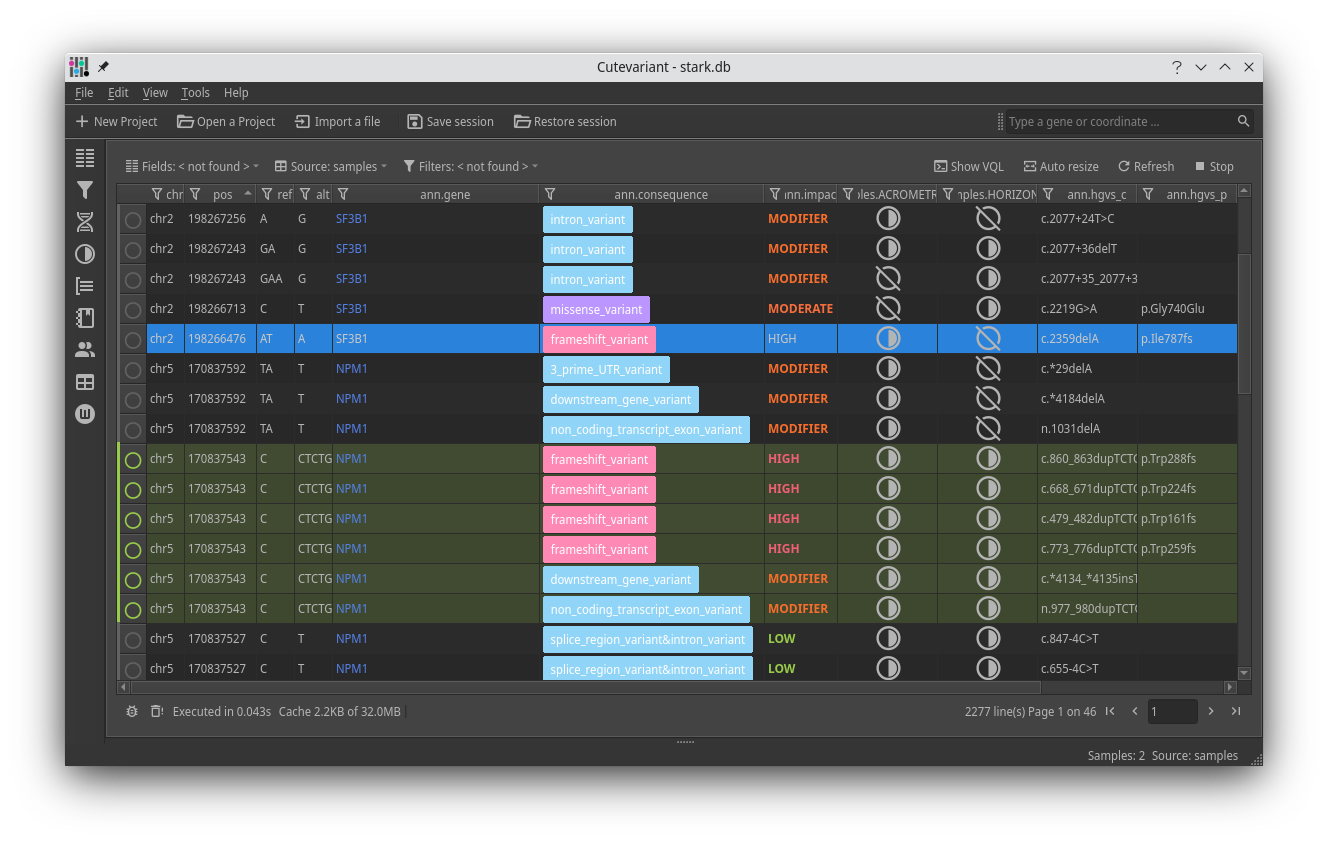 Cutevariant - stark.db
File Edit View Tools Help
New Project Open a Project Import a file Save session Restore session Type a gene or coordinate ...
Fields: < not found > Source: samples Filters: < not found > Show VQL Auto resize Refresh Stop
chr pos ref alt ann.gene ann.consequence ann.impac ples.ACROMETR nples.HORIZON ann.hgvs_c ann.hgvs_p
chr2 198267256 A G SF3B1 intron_variant MODIFIER c.2077+24T>C
chr2 198267243 GA G SF3B1 intron_variant MODIFIER c.2077+36delT
chr2 198267243 GAA G SF3B1 intron_variant MODIFIER c.2077+35_2077+3
chr2 198266713 C T SF3B1 missense_variant MODERATE c.2219G>A p.Gly740Glu
chr2 198266476 AT A SF3B1 frameshift_variant HIGH c.2359delA p.Ile787fs
chr5 170837592 TA T NPM1 3_prime_UTR_variant MODIFIER c.*29delA
chr5 170837592 TA T NPM1 downstream_gene_variant MODIFIER c.*4184delA
chr5 170837592 TA T NPM1 non_coding_transcript_exon_variant MODIFIER n.1031delA
chr5 170837543 C CTCTG NPM1 frameshift_variant HIGH c.860_863dupTCTG p.Trp288fs
chr5 170837543 C CTCTG NPM1 frameshift_variant HIGH c.668_671dupTCTG p.Trp224fs
chr5 170837543 C CTCTG NPM1 frameshift_variant HIGH c.479_482dupTCTG p.Trp161fs
chr5 170837543 C CTCTG NPM1 frameshift_variant HIGH c.773_776dupTCTG p.Trp259fs
chr5 170837543 C CTCTG NPM1 downstream_gene_variant MODIFIER c.*4134_*4135insT
chr5 170837543 C CTCTG NPM1 non_coding_transcript_exon_variant MODIFIER n.977_980dupTCTG
chr5 170837527 C T NPM1 splice_region_variant&intron_variant LOW c.847-4C>T
chr5 170837527 C T NPM1 splice_region_variant&intron_variant LOW c.655-4C>T
Executed in 0.043s Cache 2.2KB of 32.0MB 2277 line(s) Page 1 on 46 1
Samples: 2 Source: samples